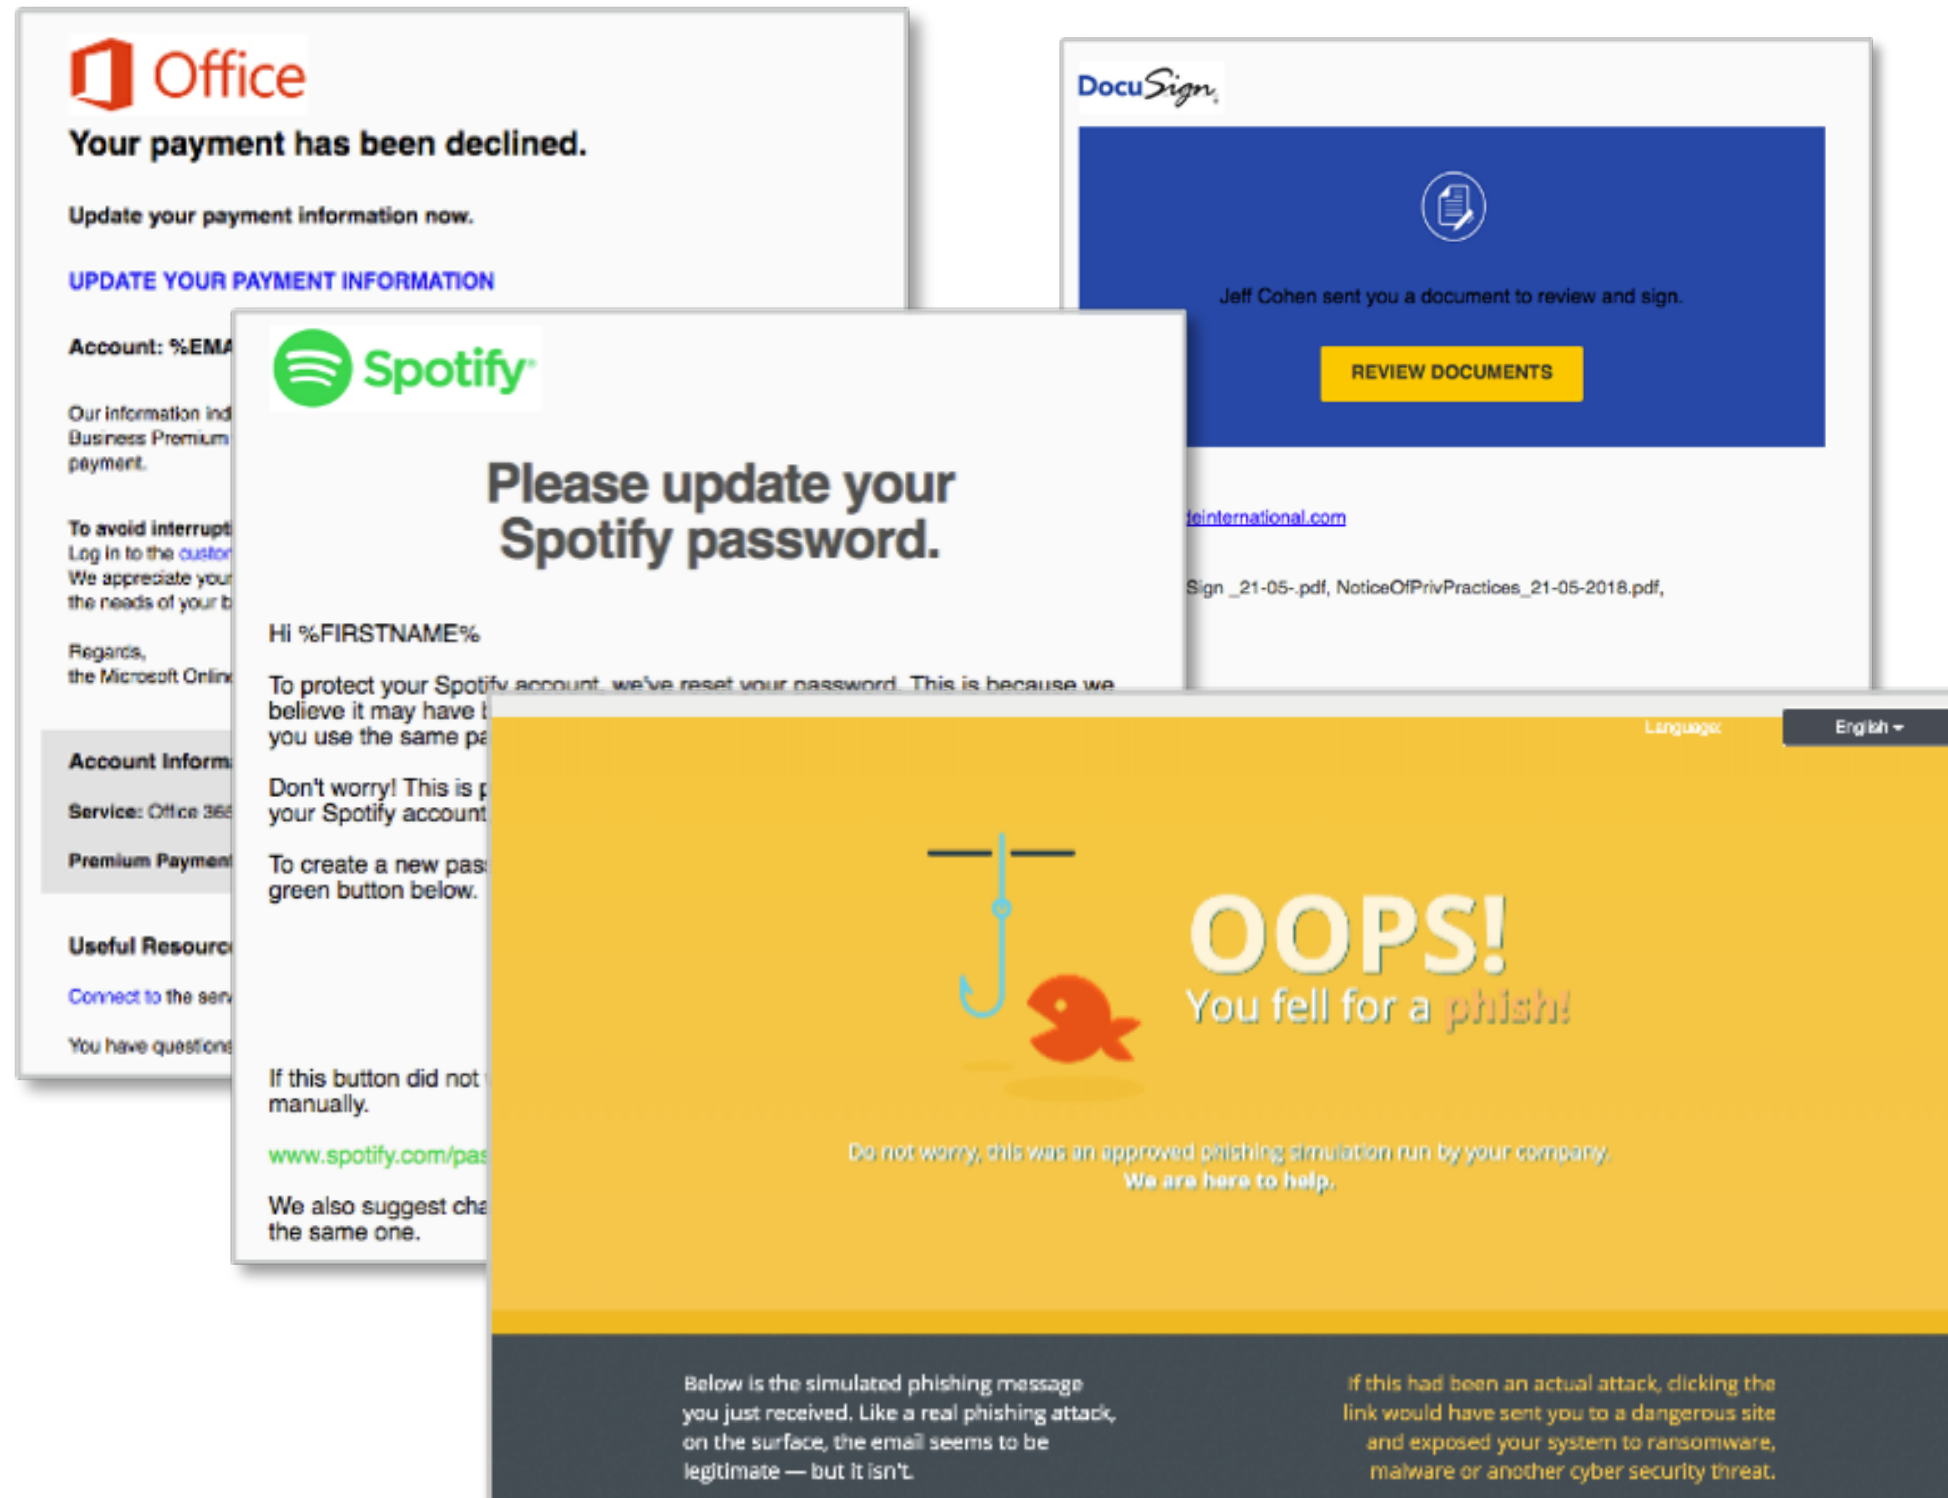 Office
Your payment has been declined.
Update your payment information now.
UPDATE YOUR PAYMENT INFORMATION
Account: %EMA
Our information ind
Business Premium
payment.
To avoid interrupti
Log in to the custor
We appreciate your
the needs of your b
Regards,
the Microsoft Online
Account Informa
Service: Office 365
Premium Payment
Useful Resource
Connect to the serv
You have questions
DocuSign
Jeff Cohen sent you a document to review and sign.
REVIEW DOCUMENTS
einternational.com
Sign _21-05-.pdf, NoticeOfPrivPractices_21-05-2018.pdf,
Spotify
Please update your
Spotify password.
Hi %FIRSTNAME%
To protect your Spotify account, we've reset your password. This is because we
believe it may have b
you use the same pa
Don't worry! This is p
your Spotify account
To create a new pass
green button below.
If this button did not
manually.
www.spotify.com/pas
We also suggest cha
the same one.
Language:
English
OOPS!
You fell for a phish!
Do not worry, this was an approved phishing simulation run by your company.
We are here to help.
Below is the simulated phishing message
you just received. Like a real phishing attack,
on the surface, the email seems to be
legitimate — but it isn't.
If this had been an actual attack, clicking the
link would have sent you to a dangerous site
and exposed your system to ransomware,
malware or another cyber security threat.